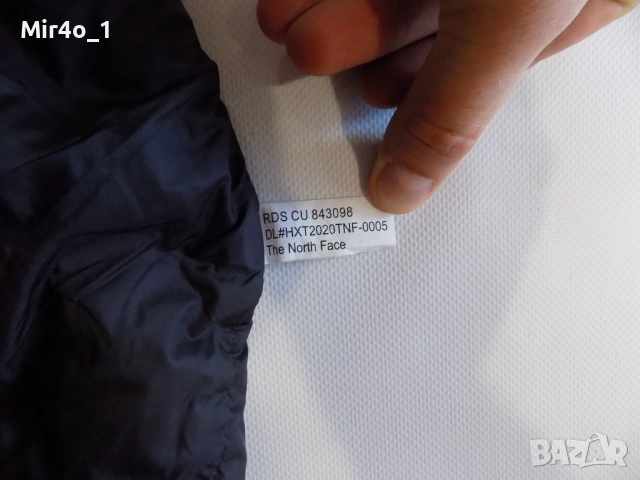 Mir4o_1
RDS CU 843098
DL#HXT2020TNF-0005
The North Face
BAZAR